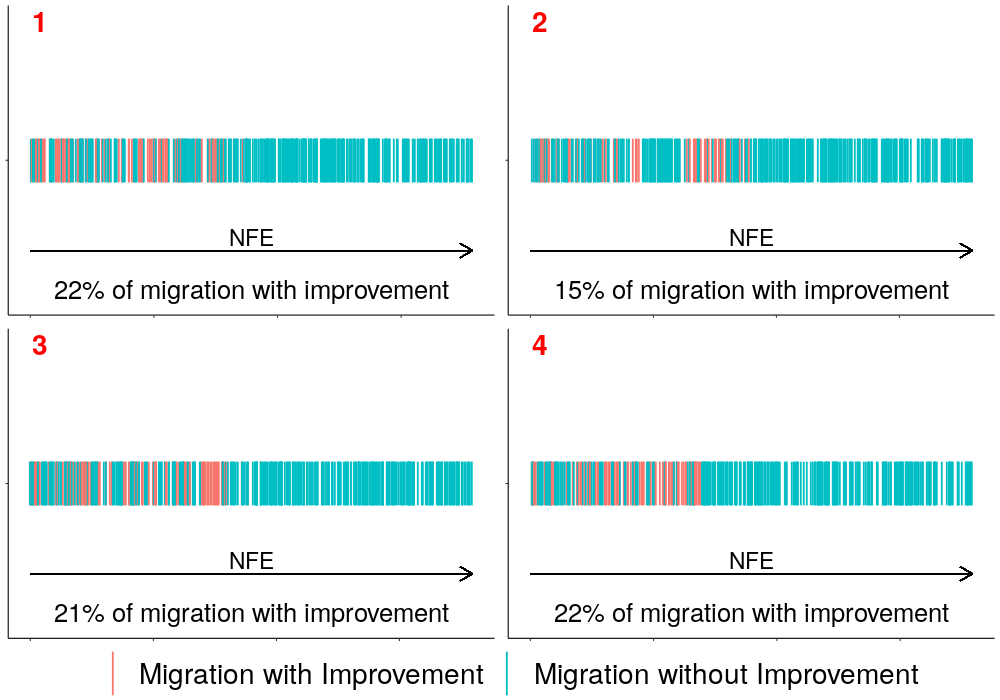 1
NFE
22% of migration with improvement
2
NFE
15% of migration with improvement
3
NFE
21% of migration with improvement
4
NFE
22% of migration with improvement
Migration with Improvement
Migration without Improvement